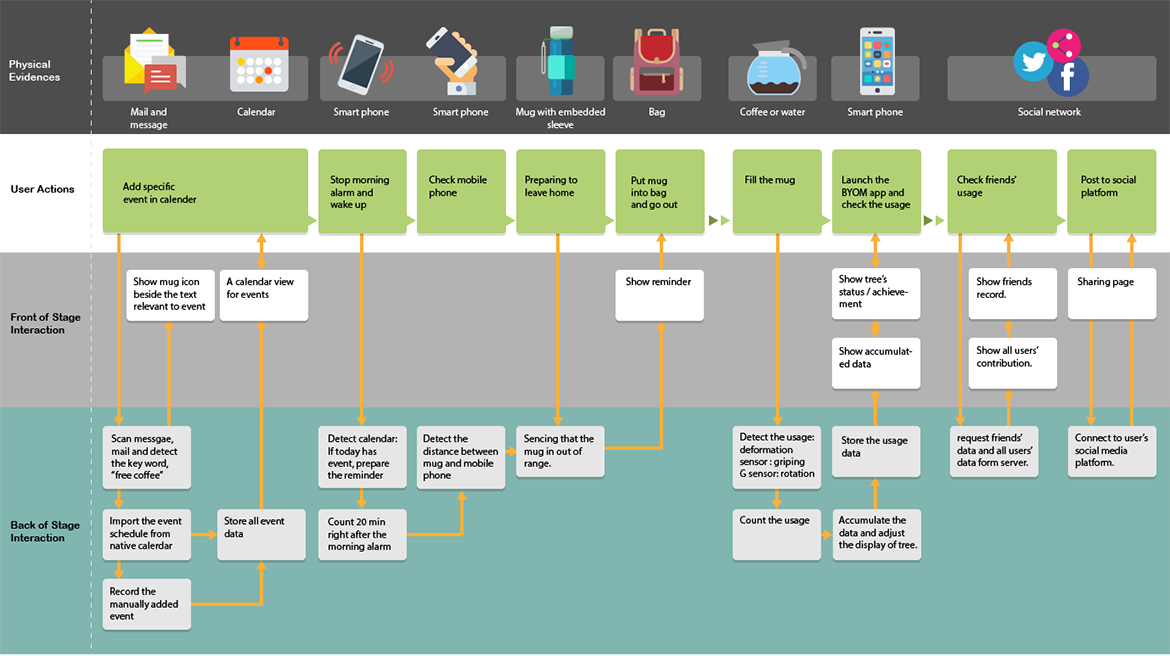 Physical
Evidences
Mail and
message
Calendar
Smart phone
Smart phone
Mug with embedded
sleeve
Bag
Coffee or water
Smart phone
Social network
User Actions
Add specific
event in calender
Stop morning
alarm and
wake up
Check mobile
phone
Preparing to
leave home
Put mug
into bag
and go out
Fill the mug
Launch the
BYOM app and
check the usage
Check friends'
usage
Post to social
platform
Front of Stage
Interaction
Show mug icon
beside the text
relevant to event
A calendar view
for events
Show reminder
Show tree's
status / achieve-
ment
Show accumulat-
ed data
Show friends
record.
Show all users'
contribution.
Sharing page
Back of Stage
Interaction
Scan messgae,
mail and detect
the key word,
"free coffee"
Import the event
schedule from
native calerdar
Record the
manually added
event
Store all event
data
Detect calendar:
If today has
event, prepare
the reminder
Count 20 min
right after the
morning alarm
Detect the
distance between
mug and mobile
phone
Sencing that the
mug in out of
range.
Detect the usage:
deformation
sensor : griping
G sensor: rotation
Count the usage
Store the usage
data
Accumulate the
data and adjust
the display of tree.
request friends'
data and all users'
data form server.
Connect to user's
social media
platform.